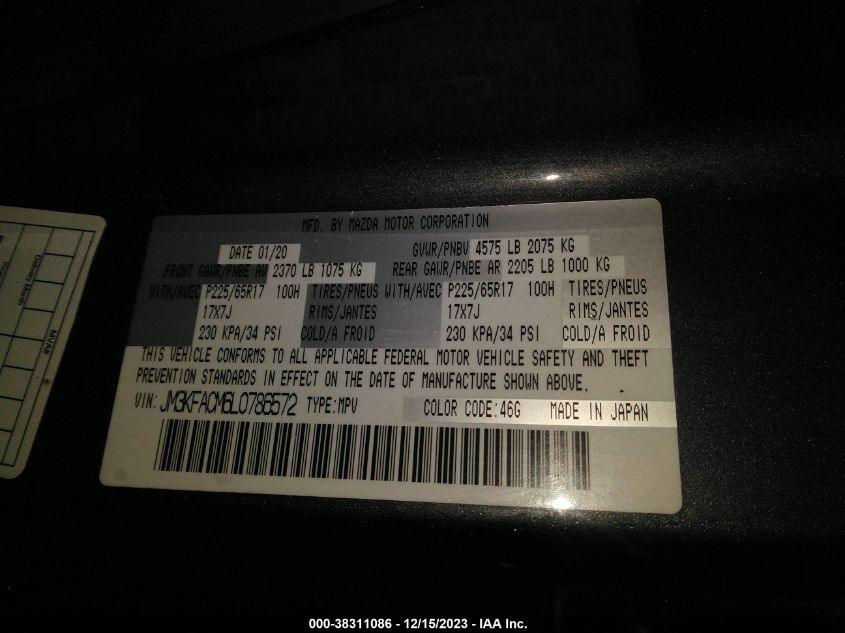 MFD. BY MAZDA MOTOR CORPORATION
DATE 01/20 GVWR/PNBV 4575 LB 2075 KG
FRONT GAWR/PNBE AV 2370 LB 1075 KG REAR GAWR/PNBE AR 2205 LB 1000 KG
WITH/AVEC P225/65R17 100H TIRES/PNEUS WITH/AVEC P225/65R17 100H TIRES/PNEUS
17X7J RIMS/JANTES 17X7J RIMS/JANTES
230 KPA/34 PSI COLD/A FROID 230 KPA/34 PSI COLD/A FROID
THIS VEHICLE CONFORMS TO ALL APPLICABLE FEDERAL MOTOR VEHICLE SAFETY AND THEFT
PREVENTION STANDARDS IN EFFECT ON THE DATE OF MANUFACTURE SHOWN ABOVE.
VIN: JM3KFACM6L0786572 TYPE:MPV COLOR CODE:46G MADE IN JAPAN
Delivery Month
MVA#
000-38311086 - 12/15/2023 - IAA Inc.